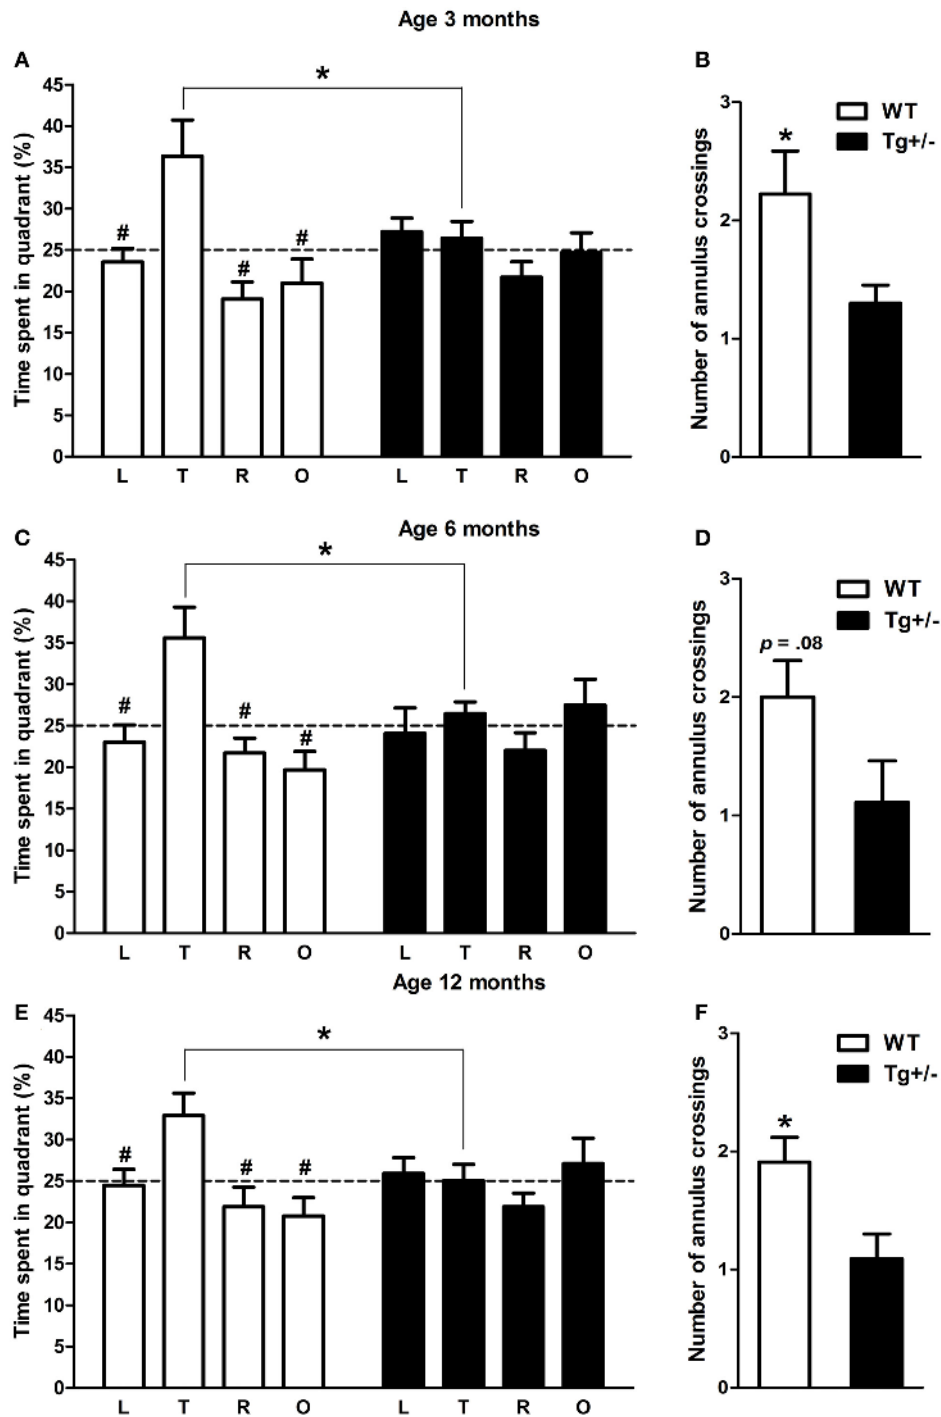 Age 3 months
A
Time spent in quadrant (%)
45
40
35
30
25
20
15
10
5
0
*
#
#
#
L T R O L T R O
B
Number of annulus crossings
3
2
1
0
*
WT
Tg+/-
Age 6 months
C
Time spent in quadrant (%)
45
40
35
30
25
20
15
10
5
0
*
#
#
#
L T R O L T R O
D
Number of annulus crossings
3
2
1
0
p = .08
WT
Tg+/-
Age 12 months
E
Time spent in quadrant (%)
45
40
35
30
25
20
15
10
5
0
*
#
#
#
L T R O L T R O
F
Number of annulus crossings
3
2
1
0
*
WT
Tg+/-